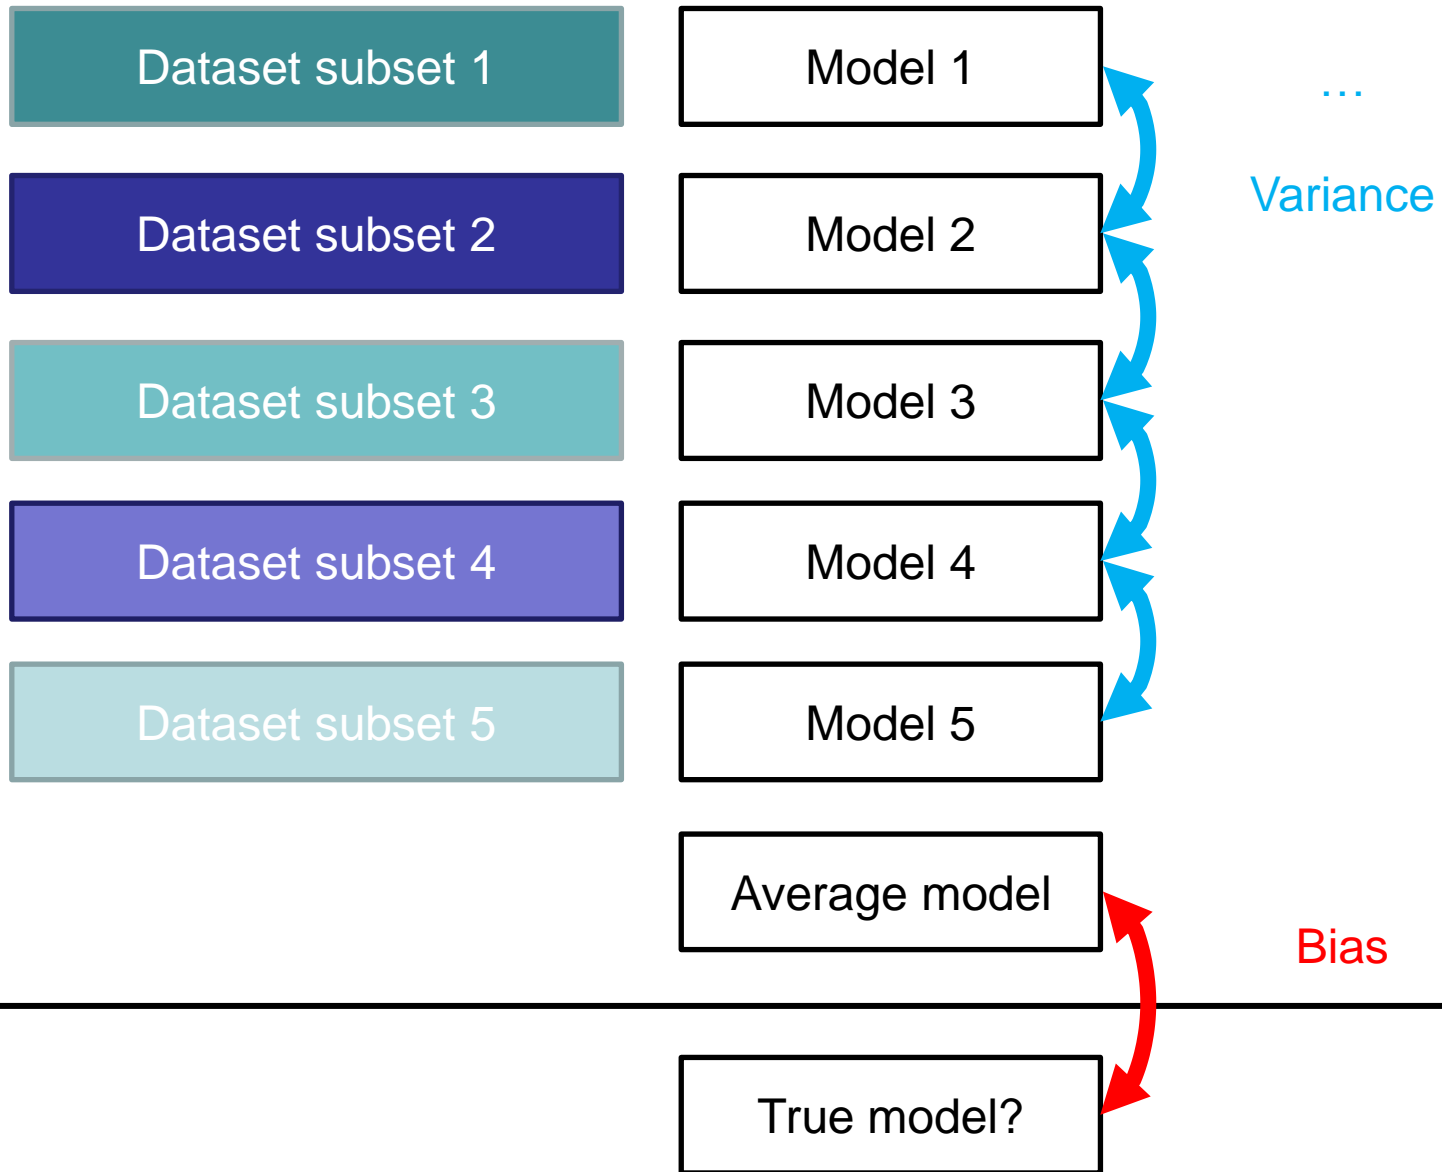 Dataset subset 1
Model 1
…
Variance
Dataset subset 2
Model 2
Dataset subset 3
Model 3
Dataset subset 4
Model 4
Dataset subset 5
Model 5
Average model
Bias
True model?